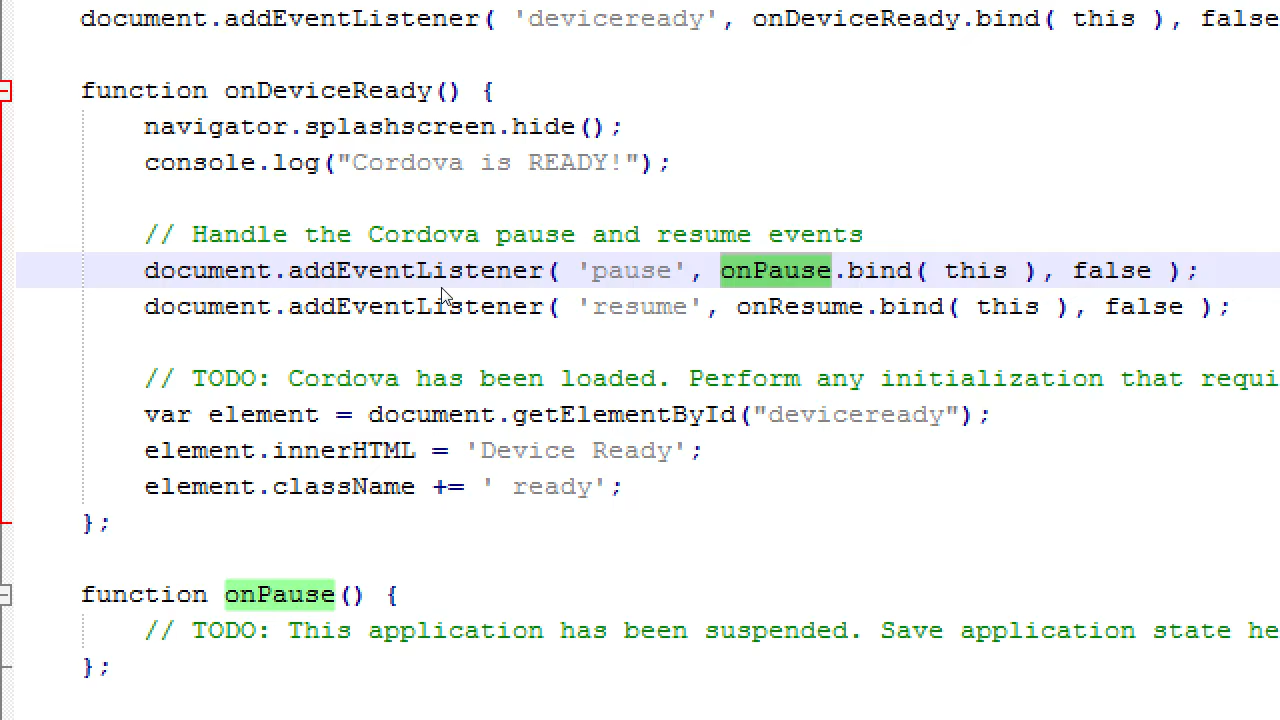 document.addEventListener( 'deviceready', onDeviceReady.bind( this ), false
function onDeviceReady() {
navigator.splashscreen.hide();
console.log("Cordova is READY!");
// Handle the Cordova pause and resume events
document.addEventListener( 'pause', onPause.bind( this ), false );
document.addEventListener( 'resume', onResume.bind( this ), false );
// TODO: Cordova has been loaded. Perform any initialization that requi
var element = document.getElementById("deviceready");
element.innerHTML = 'Device Ready';
element.className += ' ready';
};
function onPause() {
// TODO: This application has been suspended. Save application state he
};